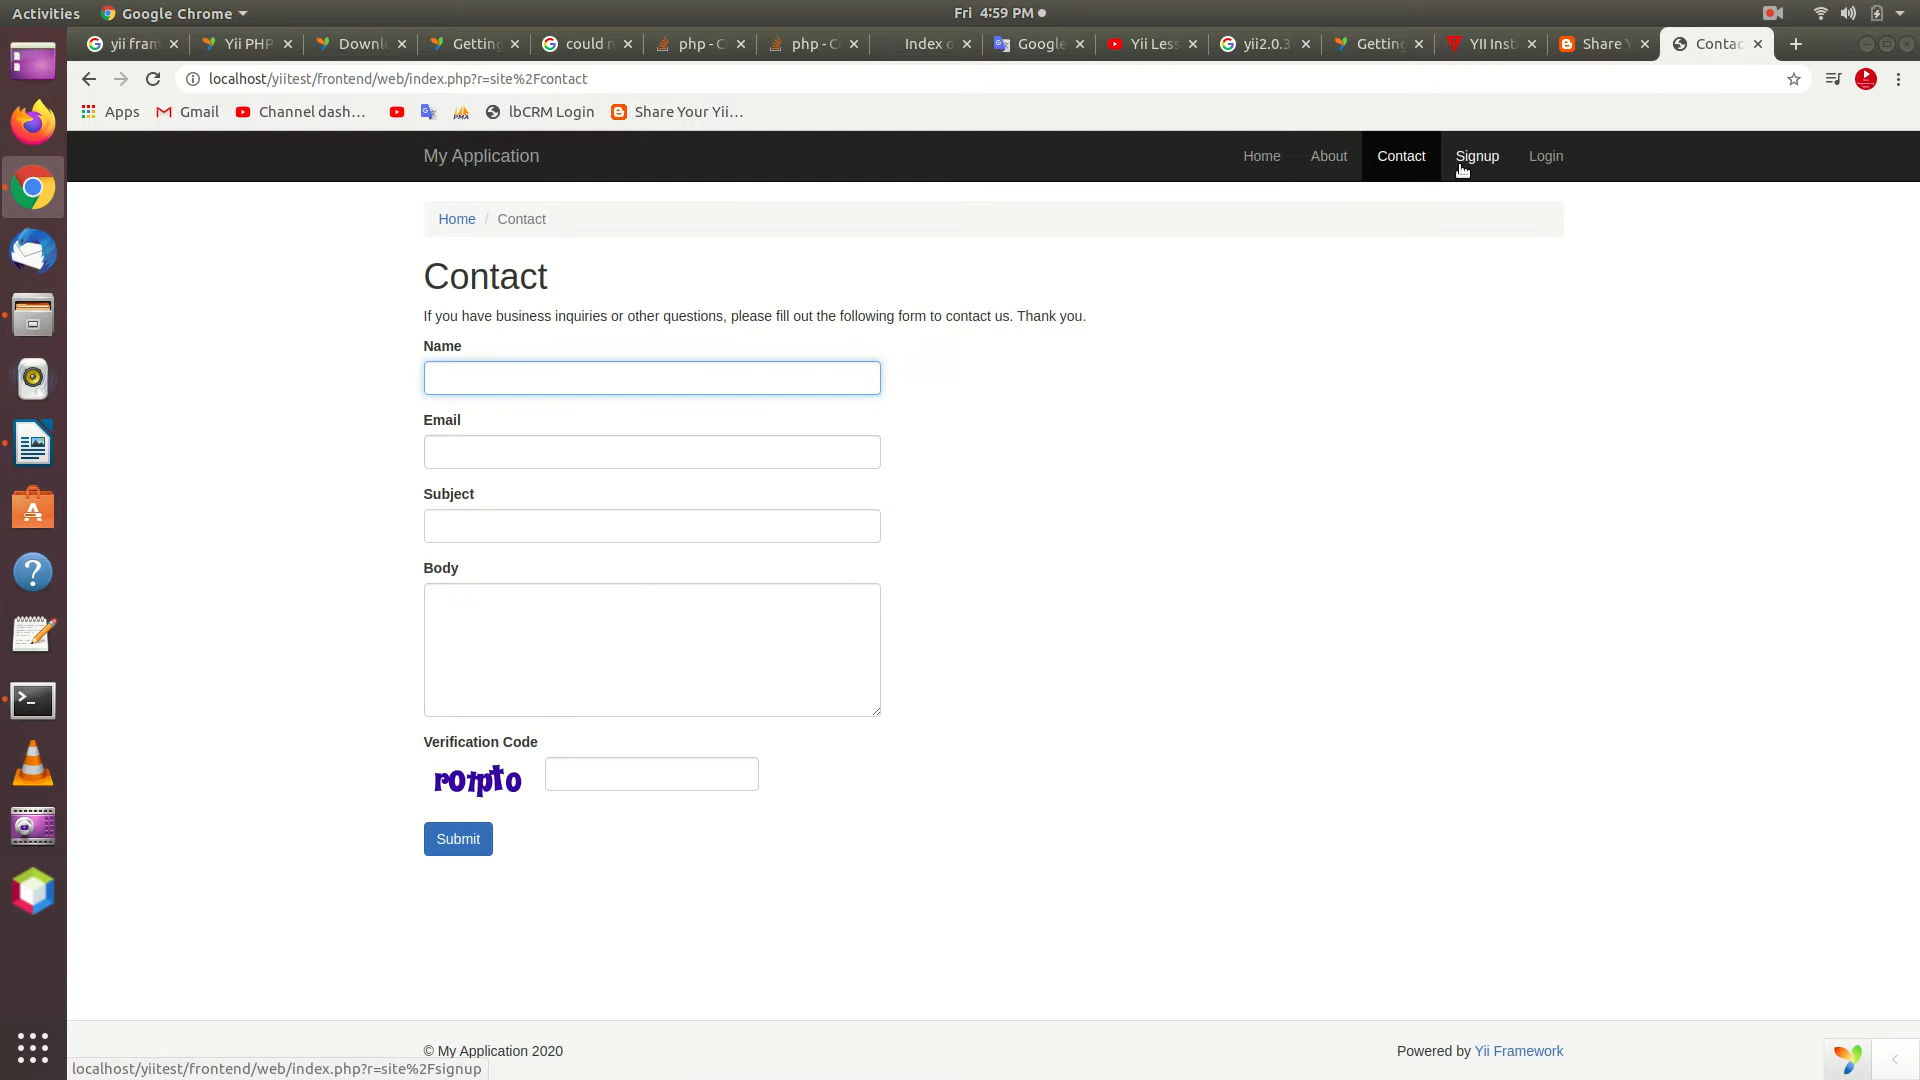 Activities Google Chrome Fri 4:59 PM
yii fram Yii PHP Downl Getting could n php - C php - C Index o Google Yii Less yii2.0.3 Getting YII Inst Share Y Contac
localhost/yiitest/frontend/web/index.php?r=site%2Fcontact
Apps Gmail Channel dash... PMA lbCRM Login Share Your Yii...
My Application Home About Contact Signup Login
Home / Contact
Contact
If you have business inquiries or other questions, please fill out the following form to contact us. Thank you.
Name
Email
Subject
Body
Verification Code
Submit
© My Application 2020 Powered by Yii Framework
localhost/yiitest/frontend/web/index.php?r=site%2Fsignup